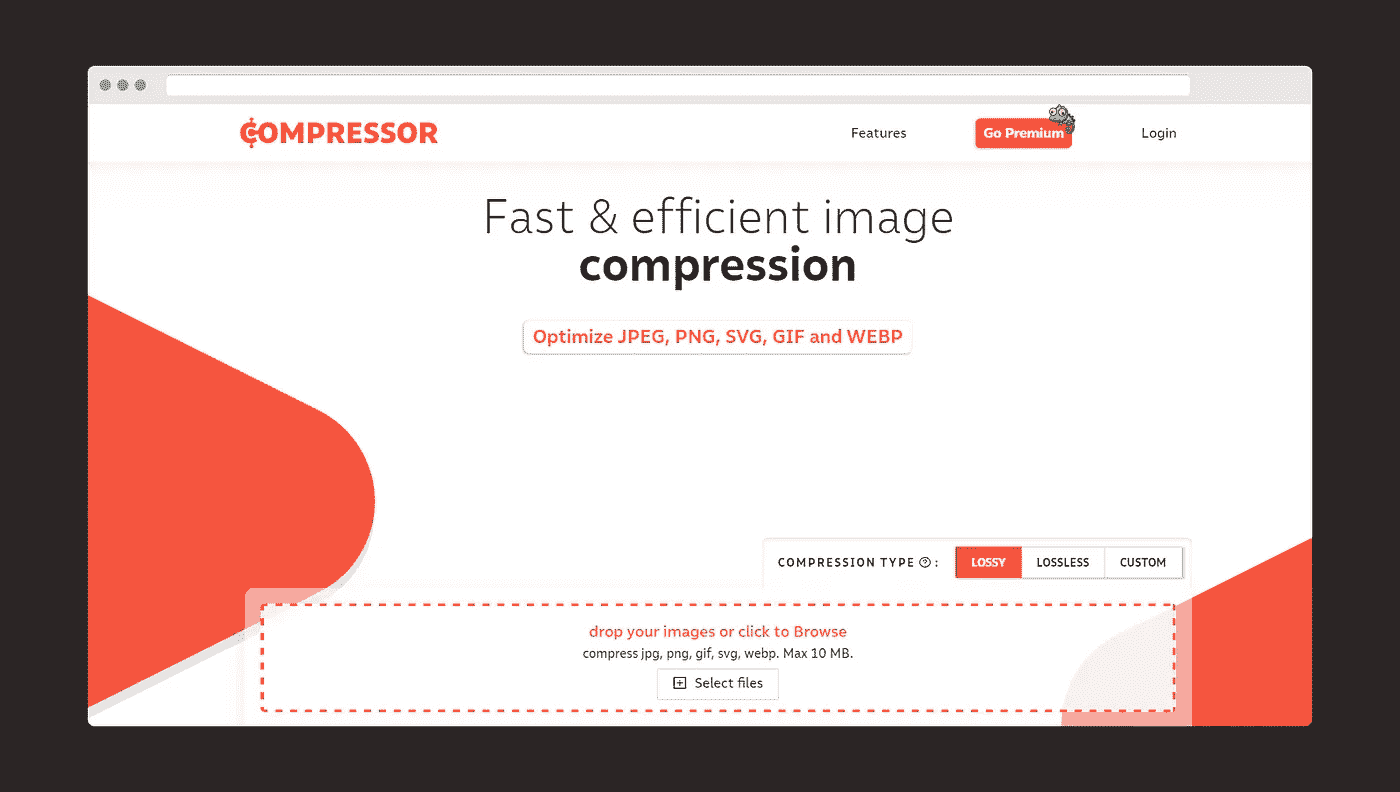 COMPRESSOR
Features
Go Premium
Login
Fast & efficient image
compression
Optimize JPEG, PNG, SVG, GIF and WEBP
COMPRESSION TYPE ? :
LOSSY
LOSSLESS
CUSTOM
drop your images or click to Browse
compress jpg, png, gif, svg, webp. Max 10 MB.
Select files